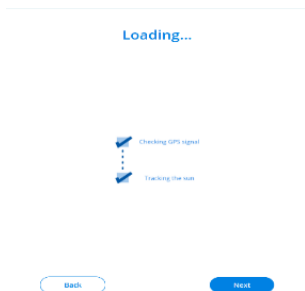 Loading...
Checking GPS signal
Tracking the sun
Back
Next